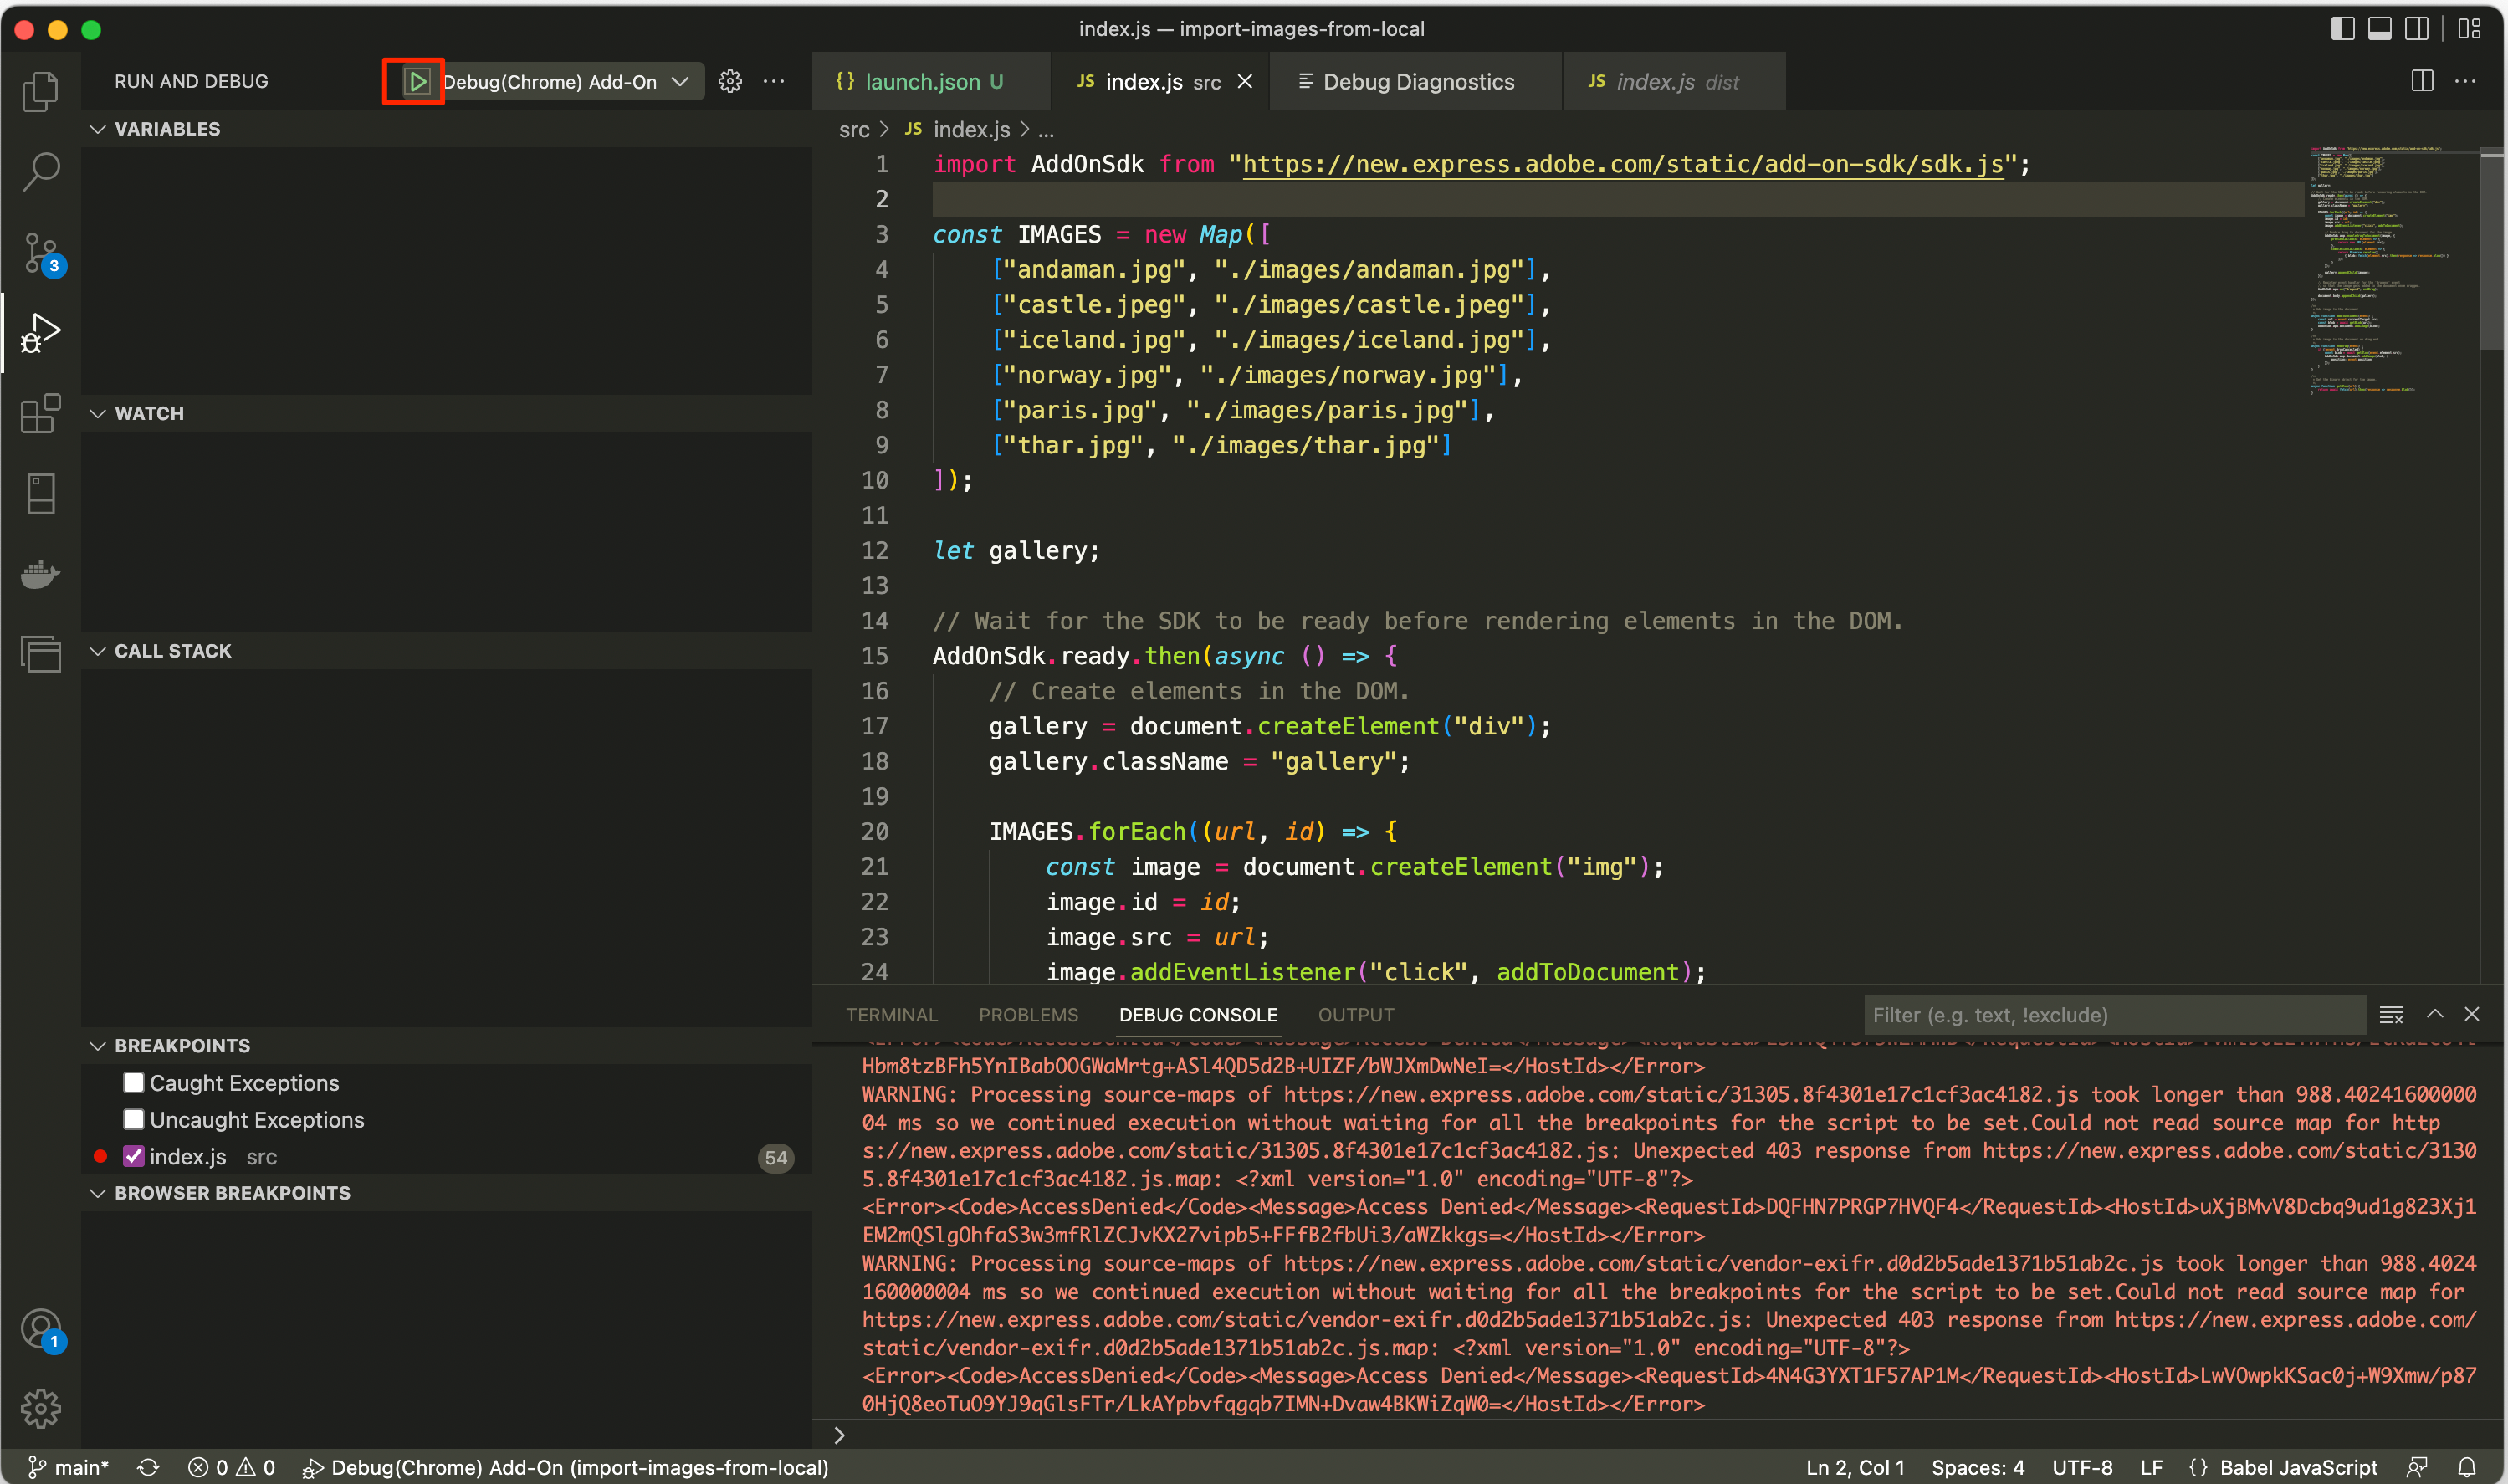 index.js — import-images-from-local
RUN AND DEBUG
Debug(Chrome) Add-On
launch.json U
JS index.js src
Debug Diagnostics
JS index.js dist
src > JS index.js > ...
VARIABLES
WATCH
CALL STACK
BREAKPOINTS
Caught Exceptions
Uncaught Exceptions
index.js src 54
BROWSER BREAKPOINTS
3
1
1 import AddOnSdk from "https://new.express.adobe.com/static/add-on-sdk/sdk.js";
2
3 const IMAGES = new Map([
4 ["andaman.jpg", "./images/andaman.jpg"],
5 ["castle.jpeg", "./images/castle.jpeg"],
6 ["iceland.jpg", "./images/iceland.jpg"],
7 ["norway.jpg", "./images/norway.jpg"],
8 ["paris.jpg", "./images/paris.jpg"],
9 ["thar.jpg", "./images/thar.jpg"]
10 ]);
11
12 let gallery;
13
14 // Wait for the SDK to be ready before rendering elements in the DOM.
15 AddOnSdk.ready.then(async () => {
16 // Create elements in the DOM.
17 gallery = document.createElement("div");
18 gallery.className = "gallery";
19
20 IMAGES.forEach((url, id) => {
21 const image = document.createElement("img");
22 image.id = id;
23 image.src = url;
24 image.addEventListener("click", addToDocument);
TERMINAL PROBLEMS DEBUG CONSOLE OUTPUT
Filter (e.g. text, !exclude)
Hbm8tzBFh5YnIBabOOGWaMrtg+ASl4QD5d2B+UIZF/bWJXmDwNeI=</HostId></Error>
WARNING: Processing source-maps of https://new.express.adobe.com/static/31305.8f4301e17c1cf3ac4182.js took longer than 988.40241600000
04 ms so we continued execution without waiting for all the breakpoints for the script to be set.Could not read source map for http
s://new.express.adobe.com/static/31305.8f4301e17c1cf3ac4182.js: Unexpected 403 response from https://new.express.adobe.com/static/3130
5.8f4301e17c1cf3ac4182.js.map: <?xml version="1.0" encoding="UTF-8"?>
<Error><Code>AccessDenied</Code><Message>Access Denied</Message><RequestId>DQFHN7PRGP7HVQF4</RequestId><HostId>uXjBMvV8Dcbq9ud1g823Xj1
EM2mQSlgOhfaS3w3mfRlZCJvKX27vipb5+FFfB2fbUi3/aWZkkgs=</HostId></Error>
WARNING: Processing source-maps of https://new.express.adobe.com/static/vendor-exifr.d0d2b5ade1371b51ab2c.js took longer than 988.4024
160000004 ms so we continued execution without waiting for all the breakpoints for the script to be set.Could not read source map for
https://new.express.adobe.com/static/vendor-exifr.d0d2b5ade1371b51ab2c.js: Unexpected 403 response from https://new.express.adobe.com/
static/vendor-exifr.d0d2b5ade1371b51ab2c.js.map: <?xml version="1.0" encoding="UTF-8"?>
<Error><Code>AccessDenied</Code><Message>Access Denied</Message><RequestId>4N4G3YXT1F57AP1M</RequestId><HostId>LwVOwpkKSac0j+W9Xmw/p87
0HjQ8eoTuO9YJ9qGlsFTr/LkAYpbvfqgqb7IMN+Dvaw4BKWiZqW0=</HostId></Error>
main* 0 0 Debug(Chrome) Add-On (import-images-from-local)
Ln 2, Col 1 Spaces: 4 UTF-8 LF {} Babel JavaScript